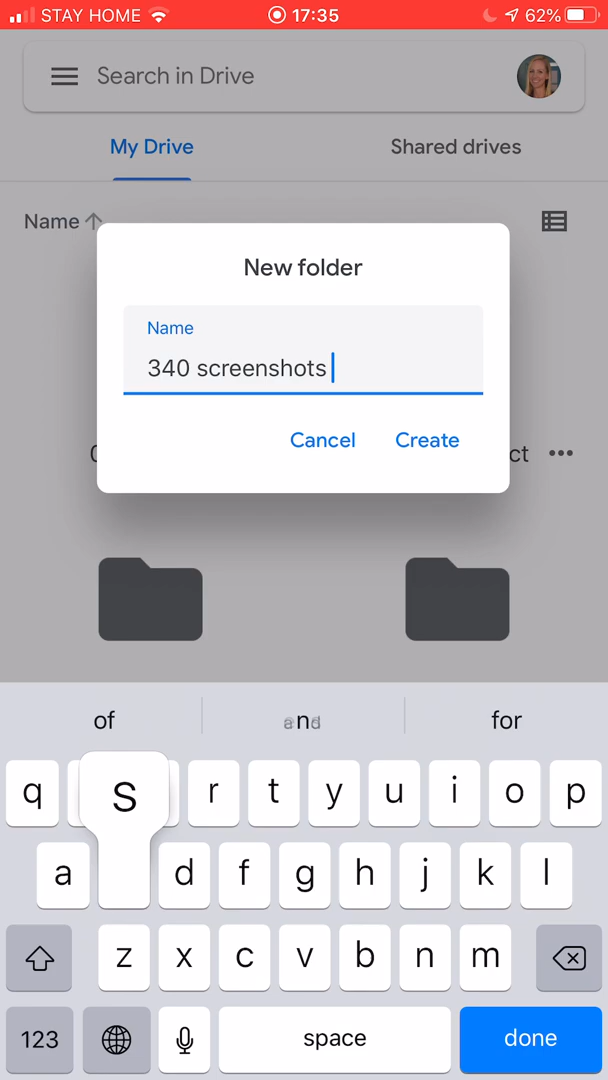 STAY HOME 17:35 62%
Search in Drive
My Drive Shared drives
Name
New folder
Name
340 screenshots
Cancel Create
ct
of and for
q r t y u i o p
s
a d f g h j k l
z x c v b n m
123 space done